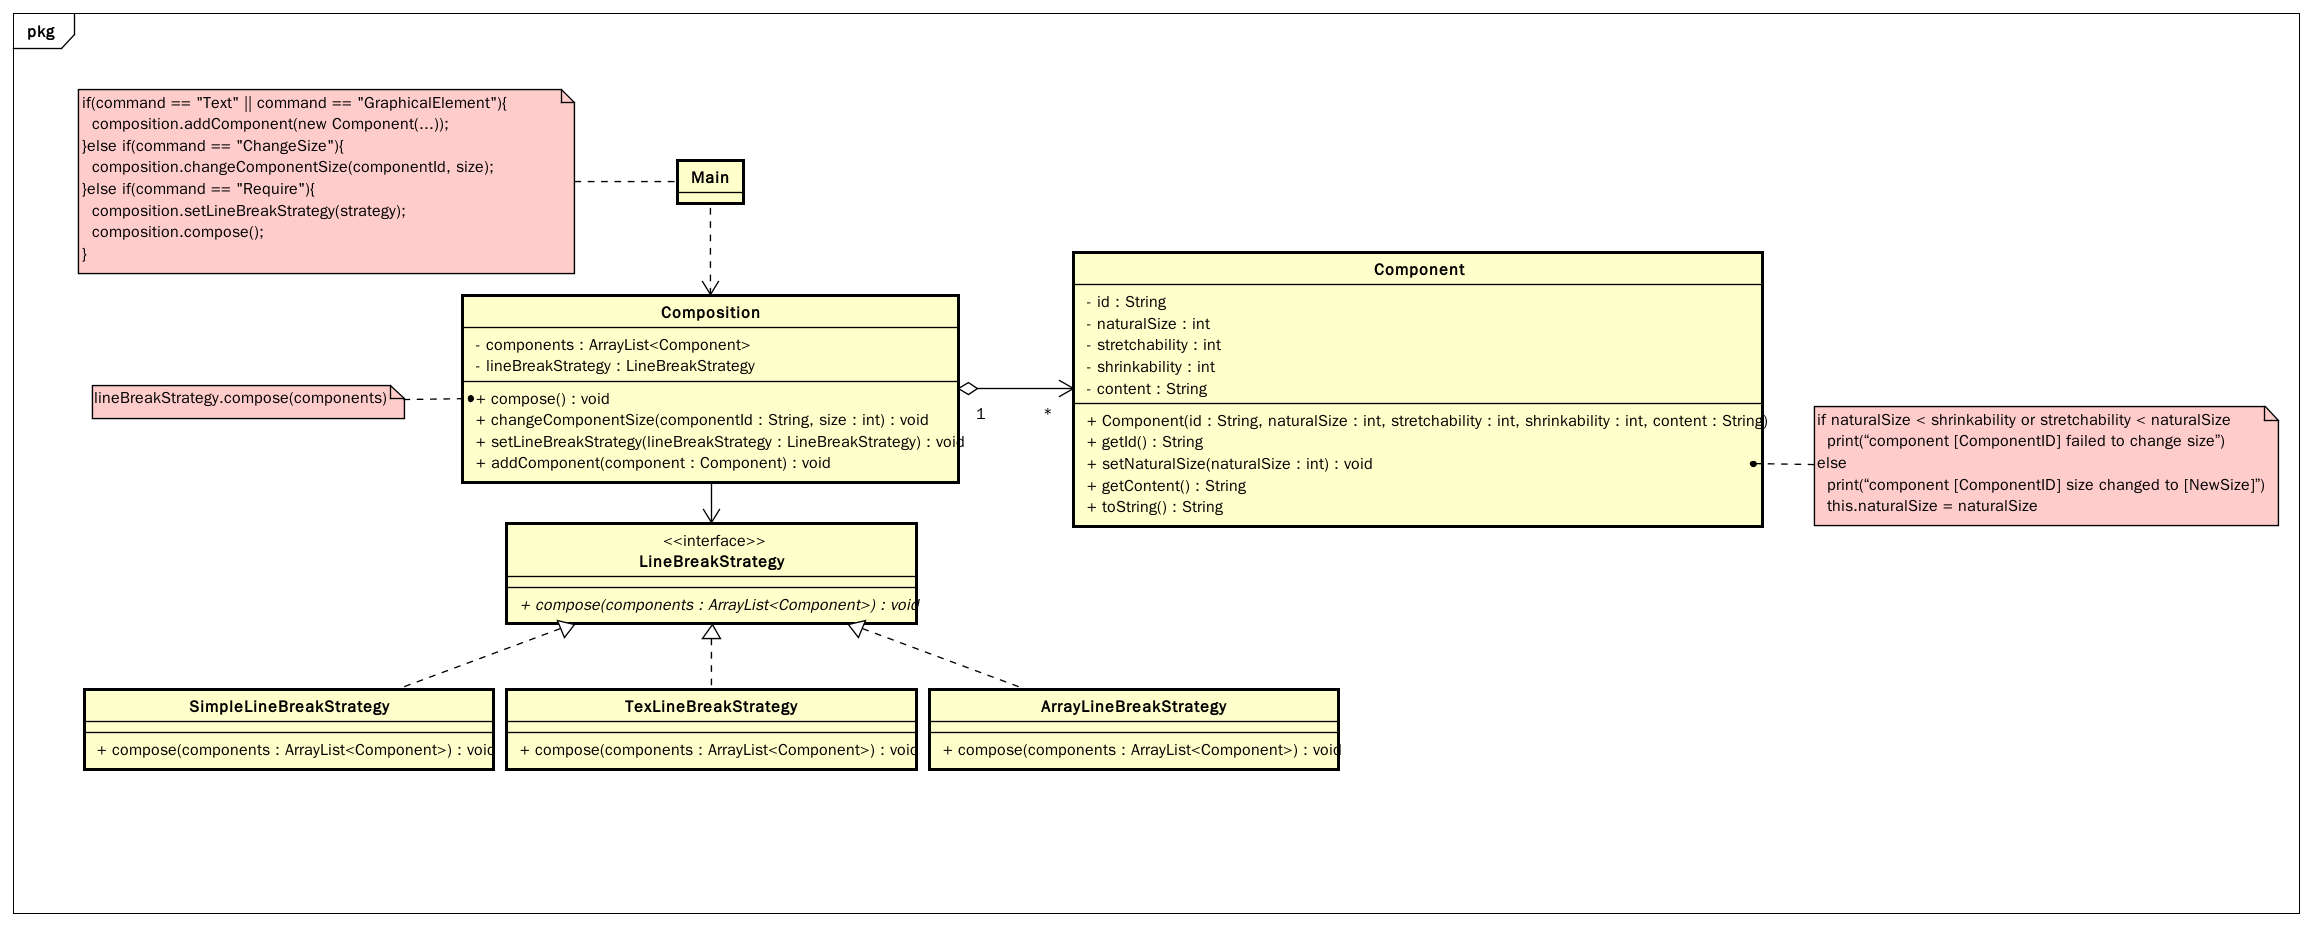 pkg
if(command == "Text" || command == "GraphicalElement"){
composition.addComponent(new Component(...));
}else if(command == "ChangeSize"){
composition.changeComponentSize(componentId, size);
}else if(command == "Require"){
composition.setLineBreakStrategy(strategy);
composition.compose();
}
Main
Composition
- components : ArrayList<Component>
- lineBreakStrategy : LineBreakStrategy
+ compose() : void
+ changeComponentSize(componentId : String, size : int) : void
+ setLineBreakStrategy(lineBreakStrategy : LineBreakStrategy) : void
+ addComponent(component : Component) : void
lineBreakStrategy.compose(components)
1
*
Component
- id : String
- naturalSize : int
- stretchability : int
- shrinkability : int
- content : String
+ Component(id : String, naturalSize : int, stretchability : int, shrinkability : int, content : String)
+ getId() : String
+ setNaturalSize(naturalSize : int) : void
+ getContent() : String
+ toString() : String
if naturalSize < shrinkability or stretchability < naturalSize
print(“component [ComponentID] failed to change size”)
else
print(“component [ComponentID] size changed to [NewSize]”)
this.naturalSize = naturalSize
<<interface>>
LineBreakStrategy
+ compose(components : ArrayList<Component>) : void
SimpleLineBreakStrategy
+ compose(components : ArrayList<Component>) : void
TexLineBreakStrategy
+ compose(components : ArrayList<Component>) : void
ArrayLineBreakStrategy
+ compose(components : ArrayList<Component>) : void